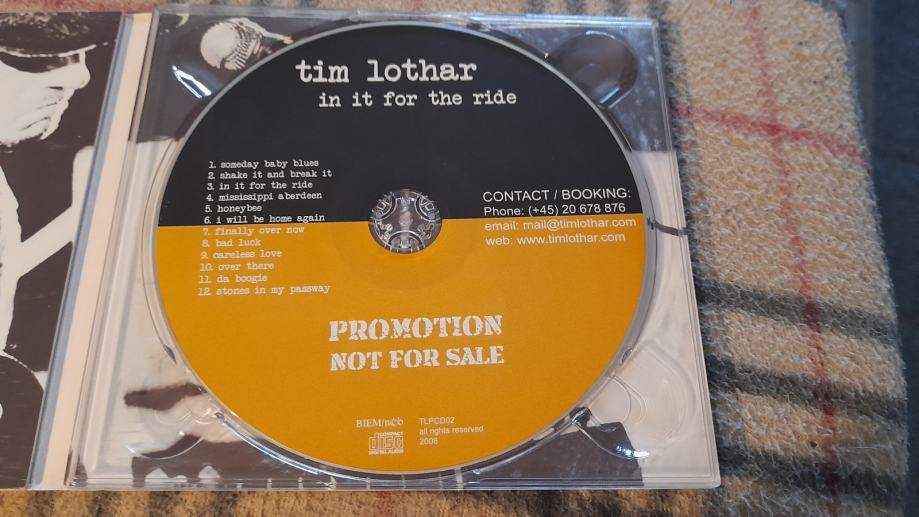 tim lothar
in it for the ride
1. someday baby blues
2. shake it and break it
3. in it for the ride
4. mississippi aberdeen
5. honeybee
6. i will be home again
7. finally over now
8. bad luck
9. careless love
10. over there
11. da boogie
12. stones in my passway
CONTACT / BOOKING:
Phone: (+45) 20 678 876
email: mail@timlothar.com
web: www.timlothar.com
PROMOTION
NOT FOR SALE
BIEM/ncb
COMPACT
disc
DIGITAL AUDIO
TLPCD02
all rights reserved
2008